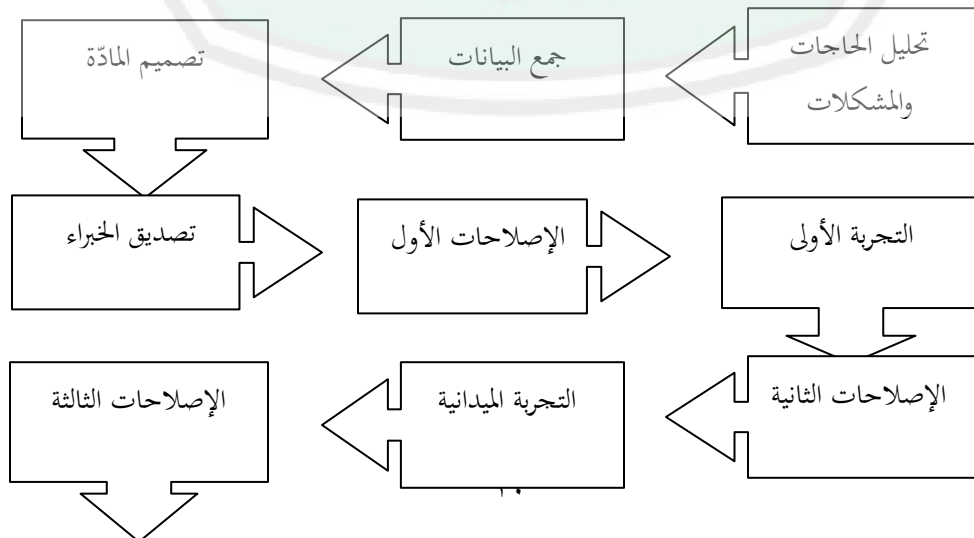 تحليل الحاجات
والمشكلات
جمع البيانات
تصميم المادّة
تصديق الخبراء
الإصلاحات الأول
التجربة الأولى
الإصلاحات الثانية
التجربة الميدانية
الإصلاحات الثالثة